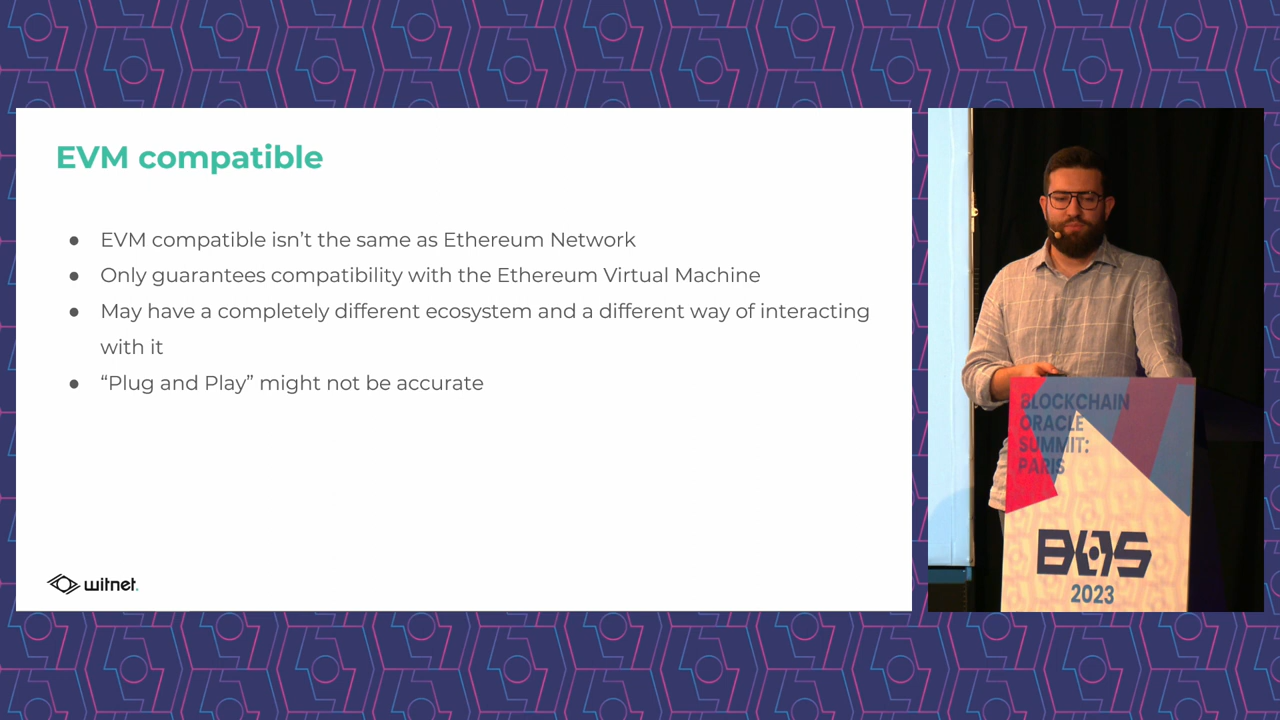 EVM compatible
● EVM compatible isn’t the same as Ethereum Network
● Only guarantees compatibility with the Ethereum Virtual Machine
● May have a completely different ecosystem and a different way of interacting
with it
● “Plug and Play” might not be accurate
witnet.
BLOCKCHAIN
ORACLE
SUMMIT:
PARIS
BOS
2023